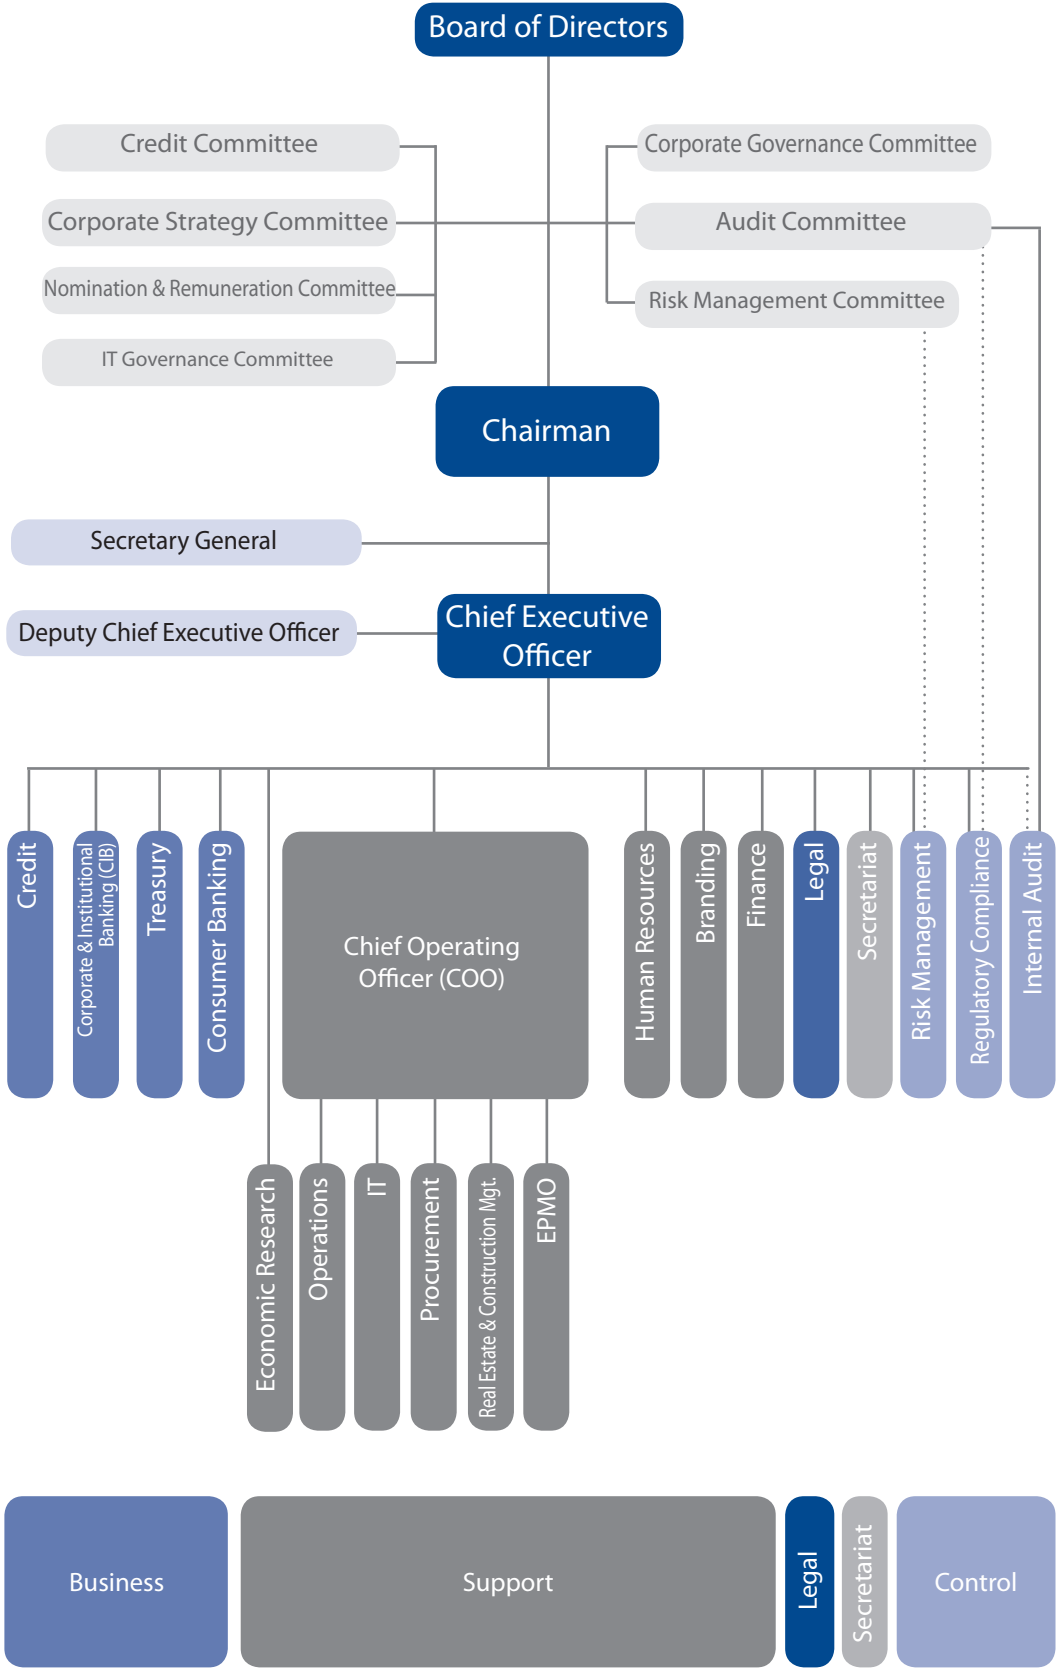 Board of Directors
Credit Committee
Corporate Governance Committee
Corporate Strategy Committee
Audit Committee
Nomination & Remuneration Committee
Risk Management Committee
IT Governance Committee
Chairman
Secretary General
Chief Executive
Officer
Deputy Chief Executive Officer
Credit
Corporate & Institutional
Banking (CIB)
Treasury
Consumer Banking
Chief Operating
Officer (COO)
Human Resources
Branding
Finance
Legal
Secretariat
Risk Management
Regulatory Compliance
Internal Audit
Economic Research
Operations
IT
Procurement
Real Estate & Construction Mgt.
EPMO
Business
Support
Legal
Secretariat
Control